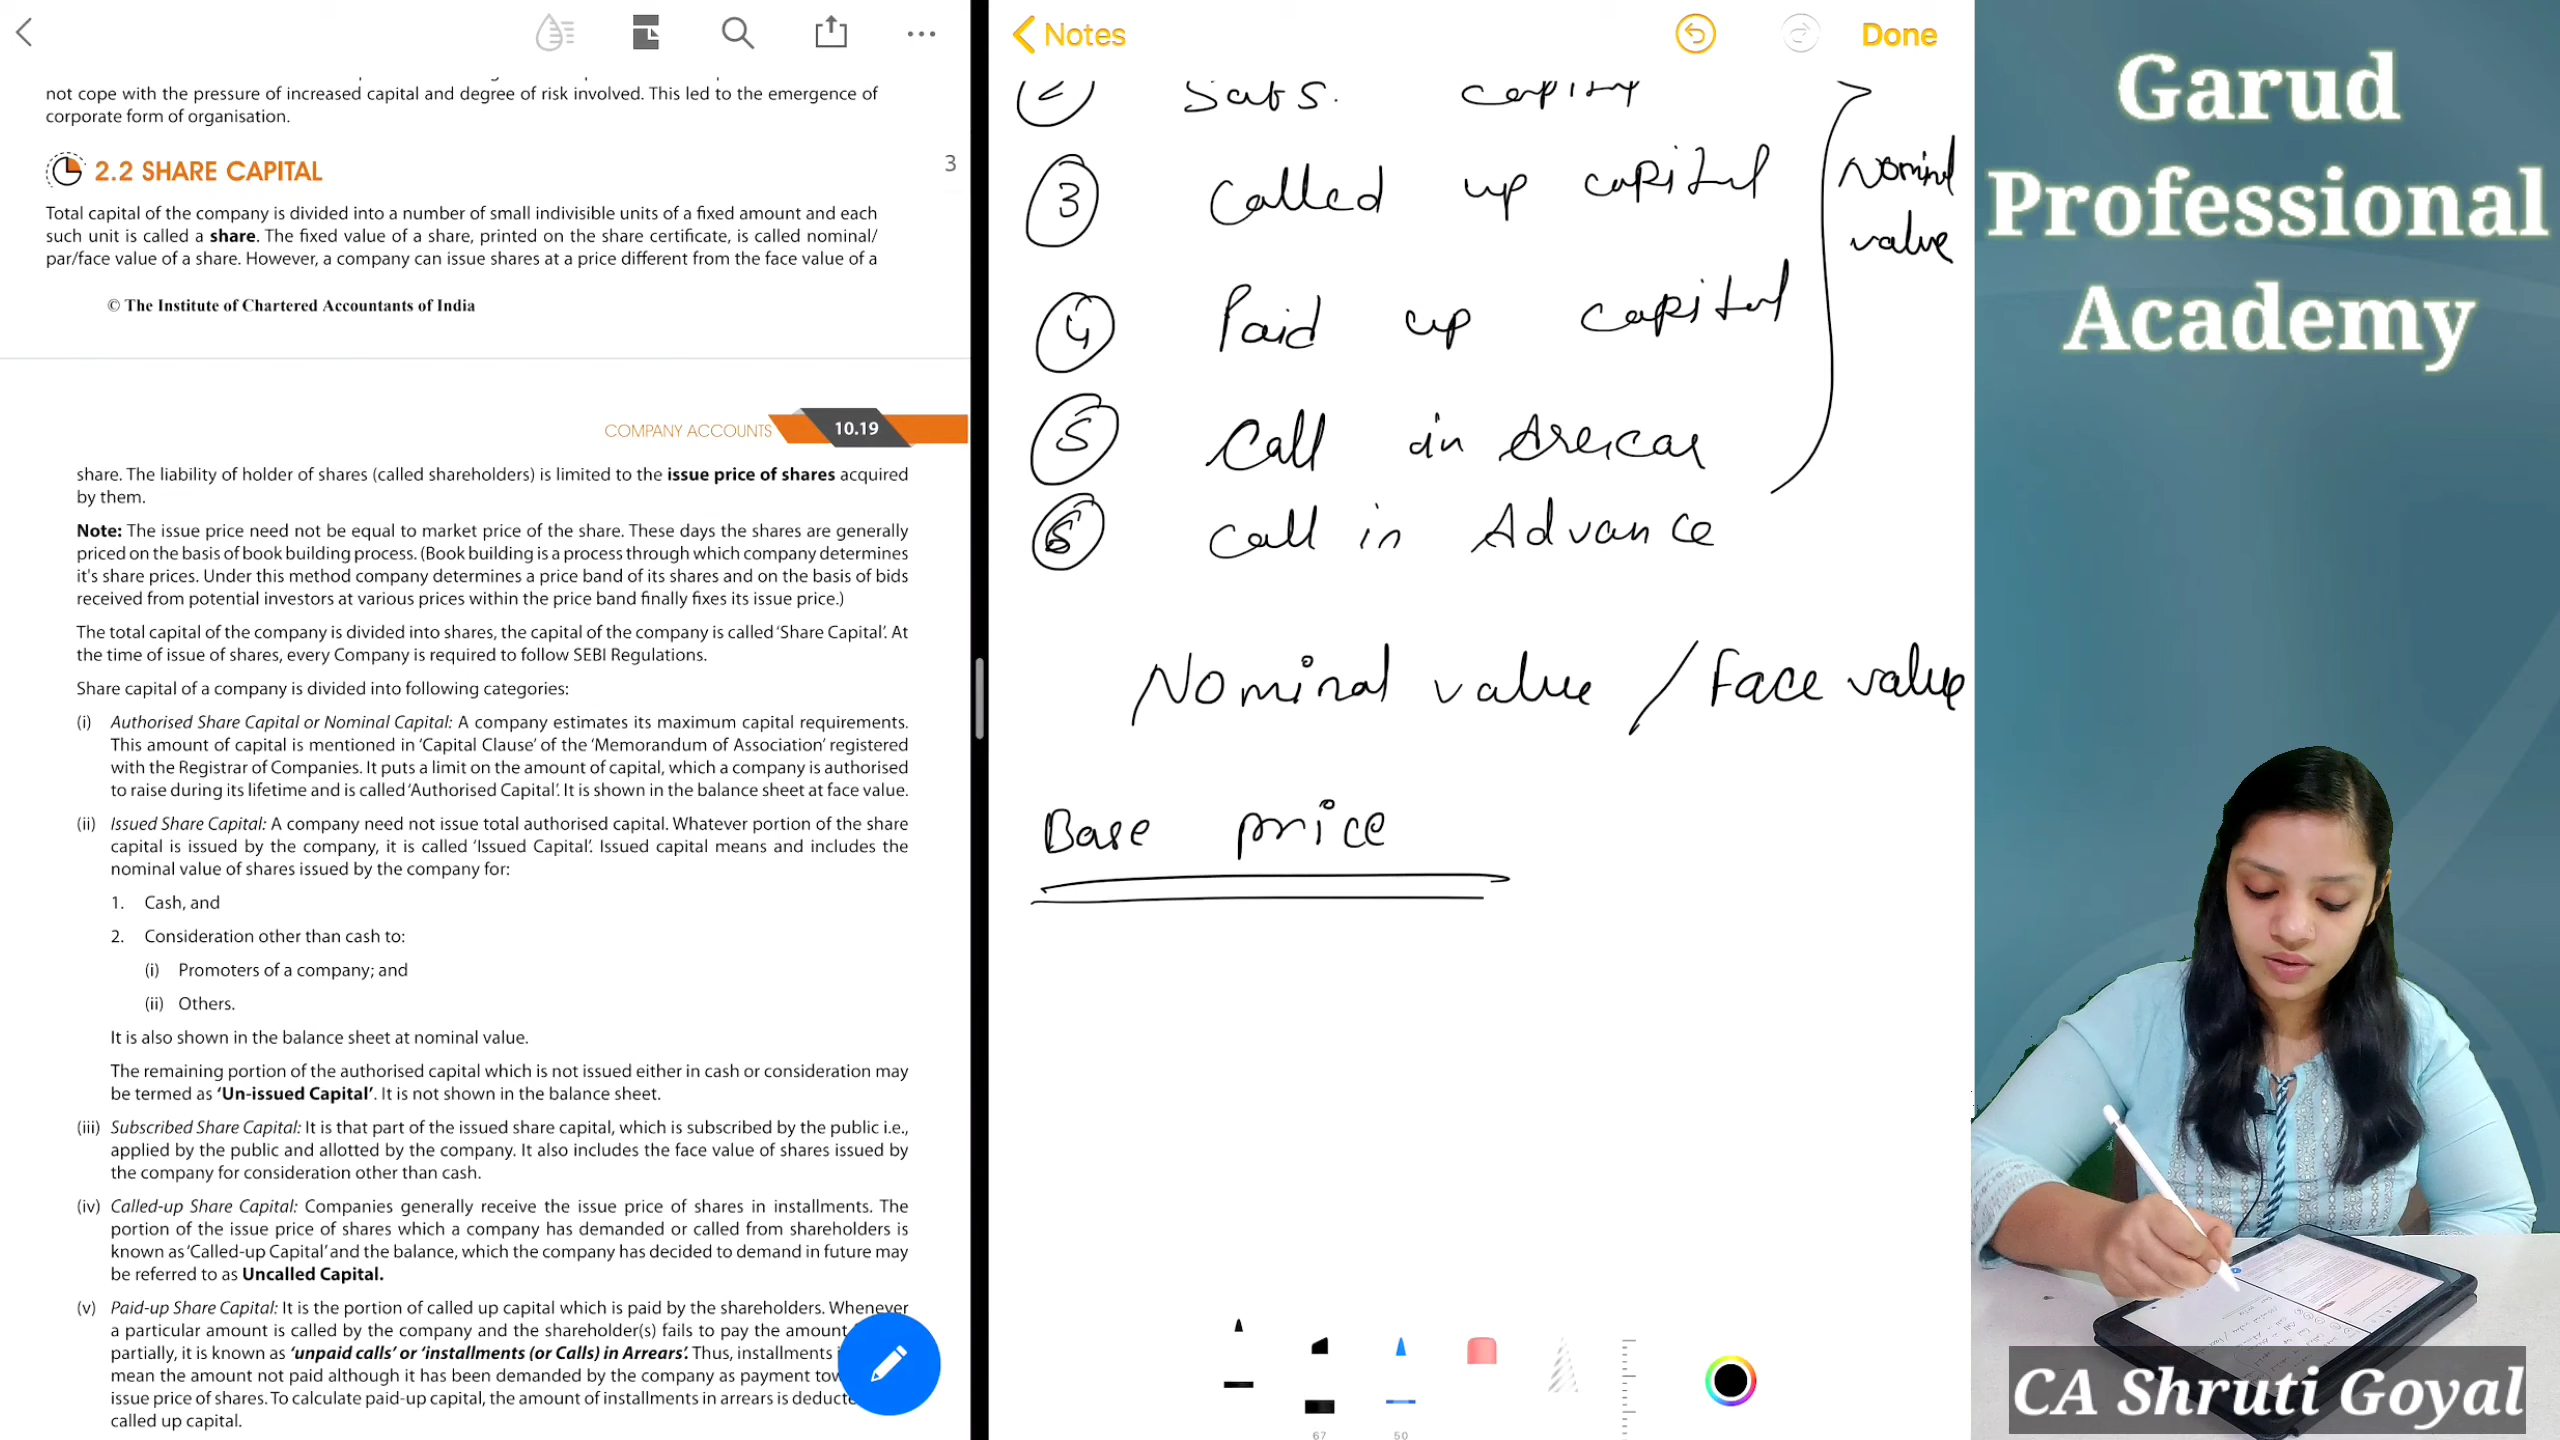 not cope with the pressure of increased capital and degree of risk involved. This led to the emergence of
corporate form of organisation.
2.2 SHARE CAPITAL
3
Total capital of the company is divided into a number of small indivisible units of a fixed amount and each
such unit is called a share. The fixed value of a share, printed on the share certificate, is called nominal/
par/face value of a share. However, a company can issue shares at a price different from the face value of a
© The Institute of Chartered Accountants of India
COMPANY ACCOUNTS 10.19
share. The liability of holder of shares (called shareholders) is limited to the issue price of shares acquired
by them.
Note: The issue price need not be equal to market price of the share. These days the shares are generally
priced on the basis of book building process. (Book building is a process through which company determines
it's share prices. Under this method company determines a price band of its shares and on the basis of bids
received from potential investors at various prices within the price band finally fixes its issue price.)
The total capital of the company is divided into shares, the capital of the company is called 'Share Capital'. At
the time of issue of shares, every Company is required to follow SEBI Regulations.
Share capital of a company is divided into following categories:
(i) Authorised Share Capital or Nominal Capital: A company estimates its maximum capital requirements.
This amount of capital is mentioned in 'Capital Clause' of the 'Memorandum of Association' registered
with the Registrar of Companies. It puts a limit on the amount of capital, which a company is authorised
to raise during its lifetime and is called 'Authorised Capital'. It is shown in the balance sheet at face value.
(ii) Issued Share Capital: A company need not issue total authorised capital. Whatever portion of the share
capital is issued by the company, it is called 'Issued Capital'. Issued capital means and includes the
nominal value of shares issued by the company for:
1. Cash, and
2. Consideration other than cash to:
(i) Promoters of a company; and
(ii) Others.
It is also shown in the balance sheet at nominal value.
The remaining portion of the authorised capital which is not issued either in cash or consideration may
be termed as 'Un-issued Capital'. It is not shown in the balance sheet.
(iii) Subscribed Share Capital: It is that part of the issued share capital, which is subscribed by the public i.e.,
applied by the public and allotted by the company. It also includes the face value of shares issued by
the company for consideration other than cash.
(iv) Called-up Share Capital: Companies generally receive the issue price of shares in installments. The
portion of the issue price of shares which a company has demanded or called from shareholders is
known as 'Called-up Capital' and the balance, which the company has decided to demand in future may
be referred to as Uncalled Capital.
(v) Paid-up Share Capital: It is the portion of called up capital which is paid by the shareholders. Whenever
a particular amount is called by the company and the shareholder(s) fails to pay the amount
partially, it is known as 'unpaid calls' or 'installments (or Calls) in Arrears'. Thus, installments
mean the amount not paid although it has been demanded by the company as payment
issue price of shares. To calculate paid-up capital, the amount of installments in arrears is
called up capital.
Notes
Done
2 Subs.
3 Called up capital
Nominal
value
4 Paid up capital
5 Call in
6 Call in Advance
Nominal value / Face value
Base price
67
50
Garud
Professional
Academy
CA Shruti Goyal